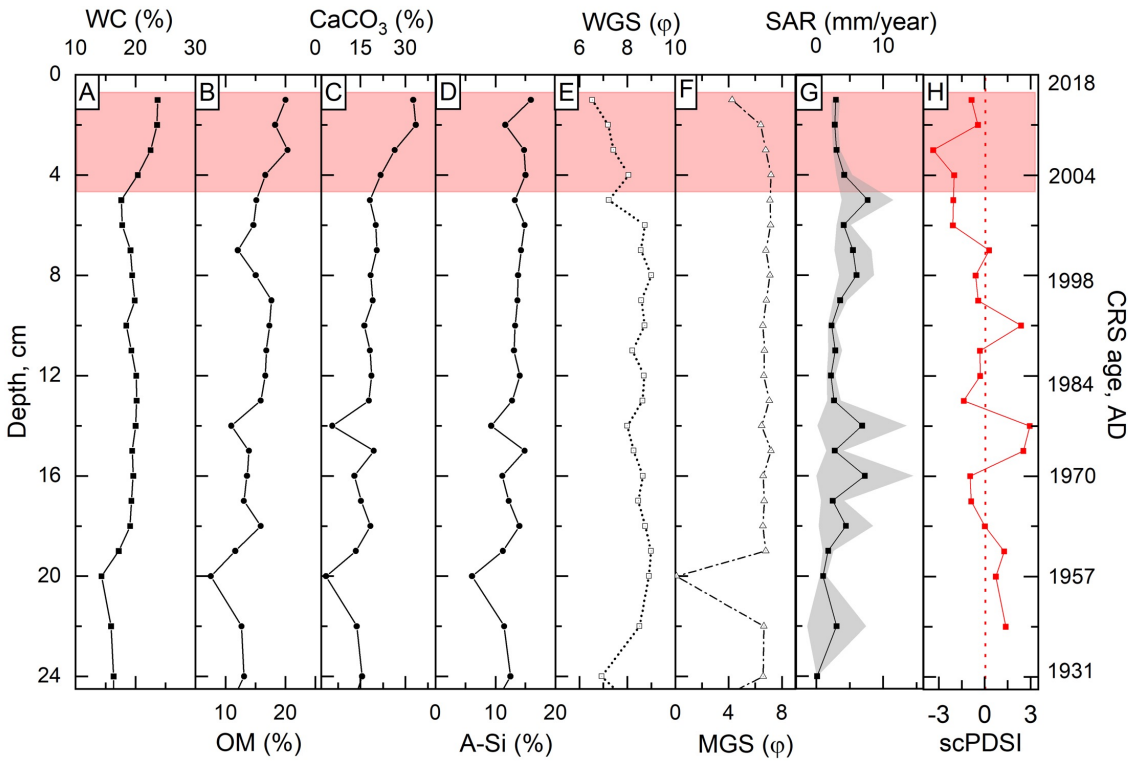 WC (%) CaCO₃ (%) WGS (φ) SAR (mm/year)
10 20 30 0 15 30 6 8 10 0 10
A B C D E F G H
0 4 8 12 16 20 24
Depth, cm
2018 2004 1998 1984 1970 1957 1931
CRS age, AD
10 20 0 10 20 0 4 8 -3 0 3
OM (%) A-Si (%) MGS (φ) scPDSI